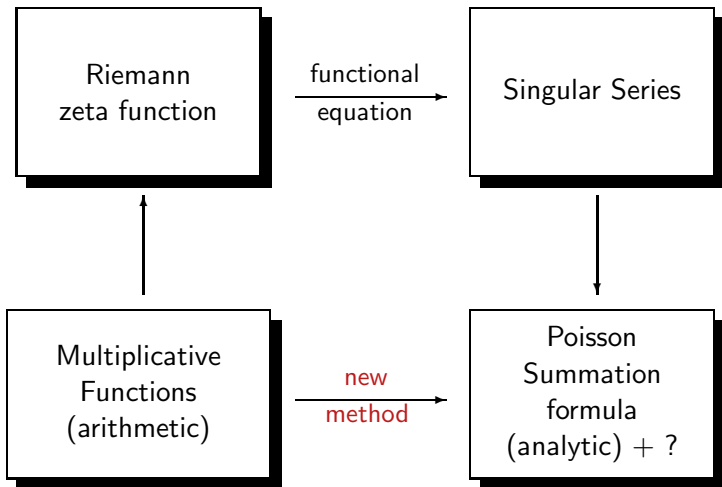 Riemann
zeta function
functional
equation
Singular Series
Multiplicative
Functions
(arithmetic)
new
method
Poisson
Summation
formula
(analytic) + ?